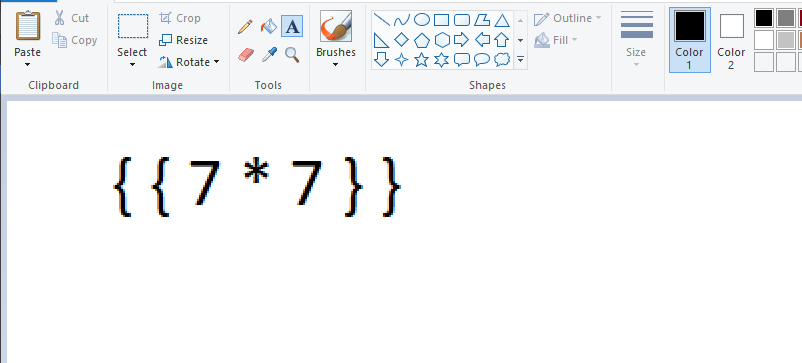 Paste
Cut
Copy
Clipboard
Select
Crop
Resize
Rotate
Image
A
Tools
Brushes
Shapes
Outline
Fill
Size
Color
1
Color
2
{ { 7 * 7 } }